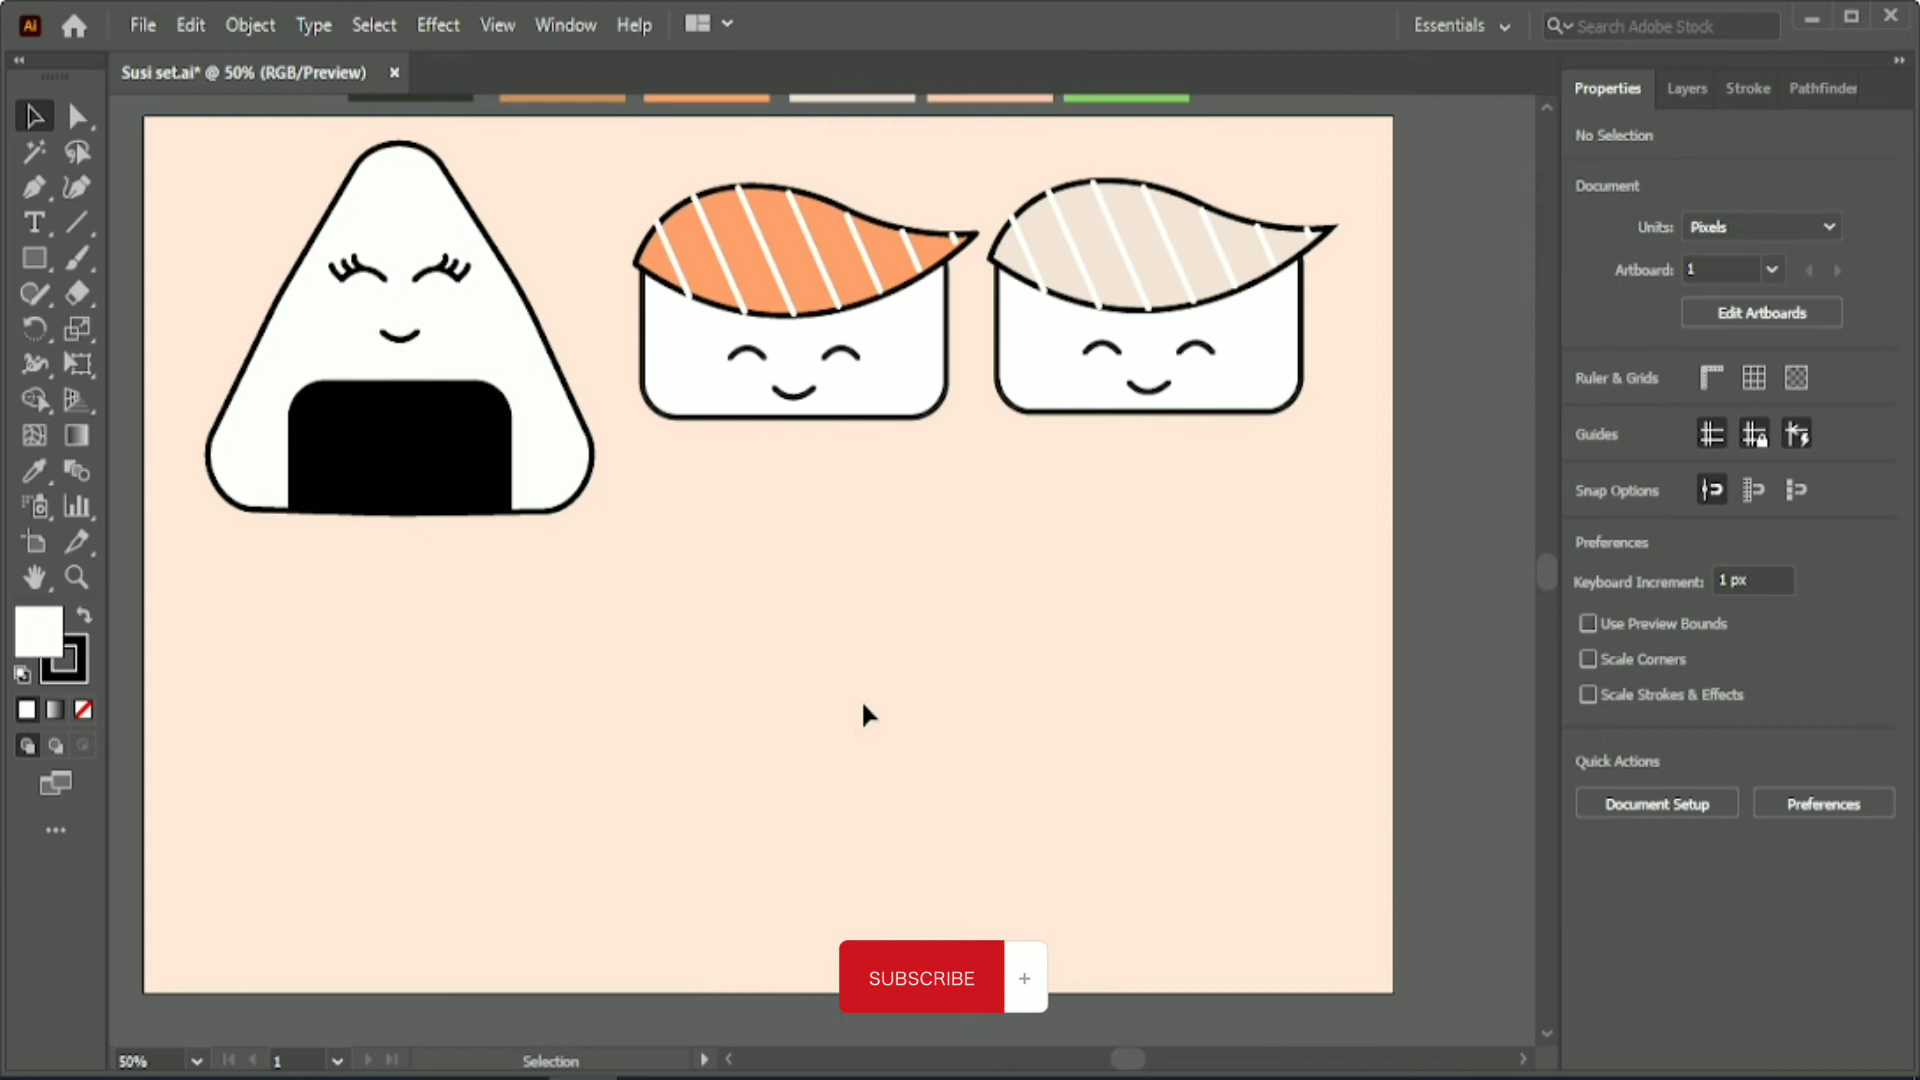 Ai File Edit Object Type Select Effect View Window Help Essentials Search Adobe Stock
Susi set.ai* @ 50% (RGB/Preview) ×
Properties Layers Stroke Pathfinder
No Selection
Document
Units: Pixels
Artboard: 1
Edit Artboards
Ruler & Grids
Guides
Snap Options
Preferences
Keyboard Increment: 1 px
Use Preview Bounds
Scale Corners
Scale Strokes & Effects
Quick Actions
Document Setup Preferences
SUBSCRIBE +
50% 1 Selection